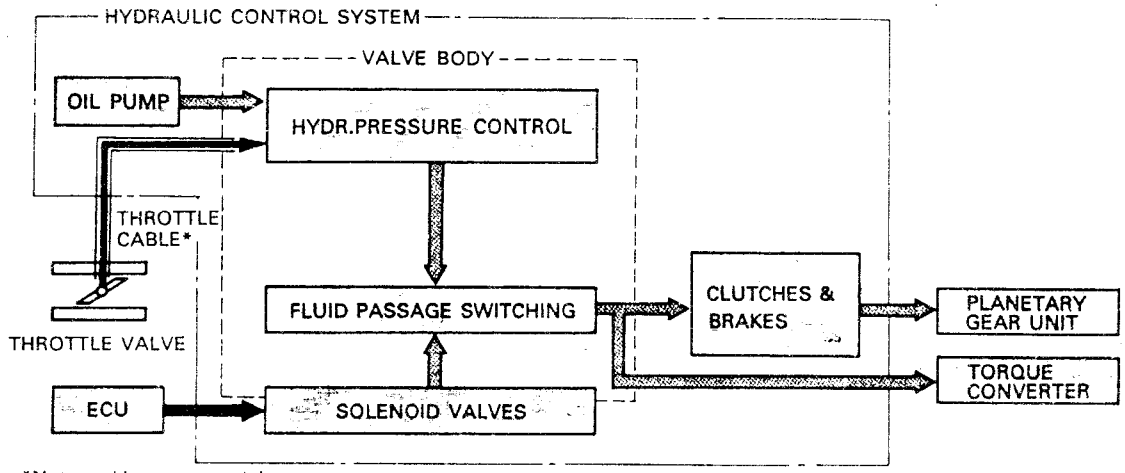 HYDRAULIC CONTROL SYSTEM
VALVE BODY
OIL PUMP
HYDR.PRESSURE CONTROL
THROTTLE
CABLE*
FLUID PASSAGE SWITCHING
CLUTCHES &
BRAKES
PLANETARY
GEAR UNIT
THROTTLE VALVE
TORQUE
CONVERTER
ECU
SOLENOID VALVES